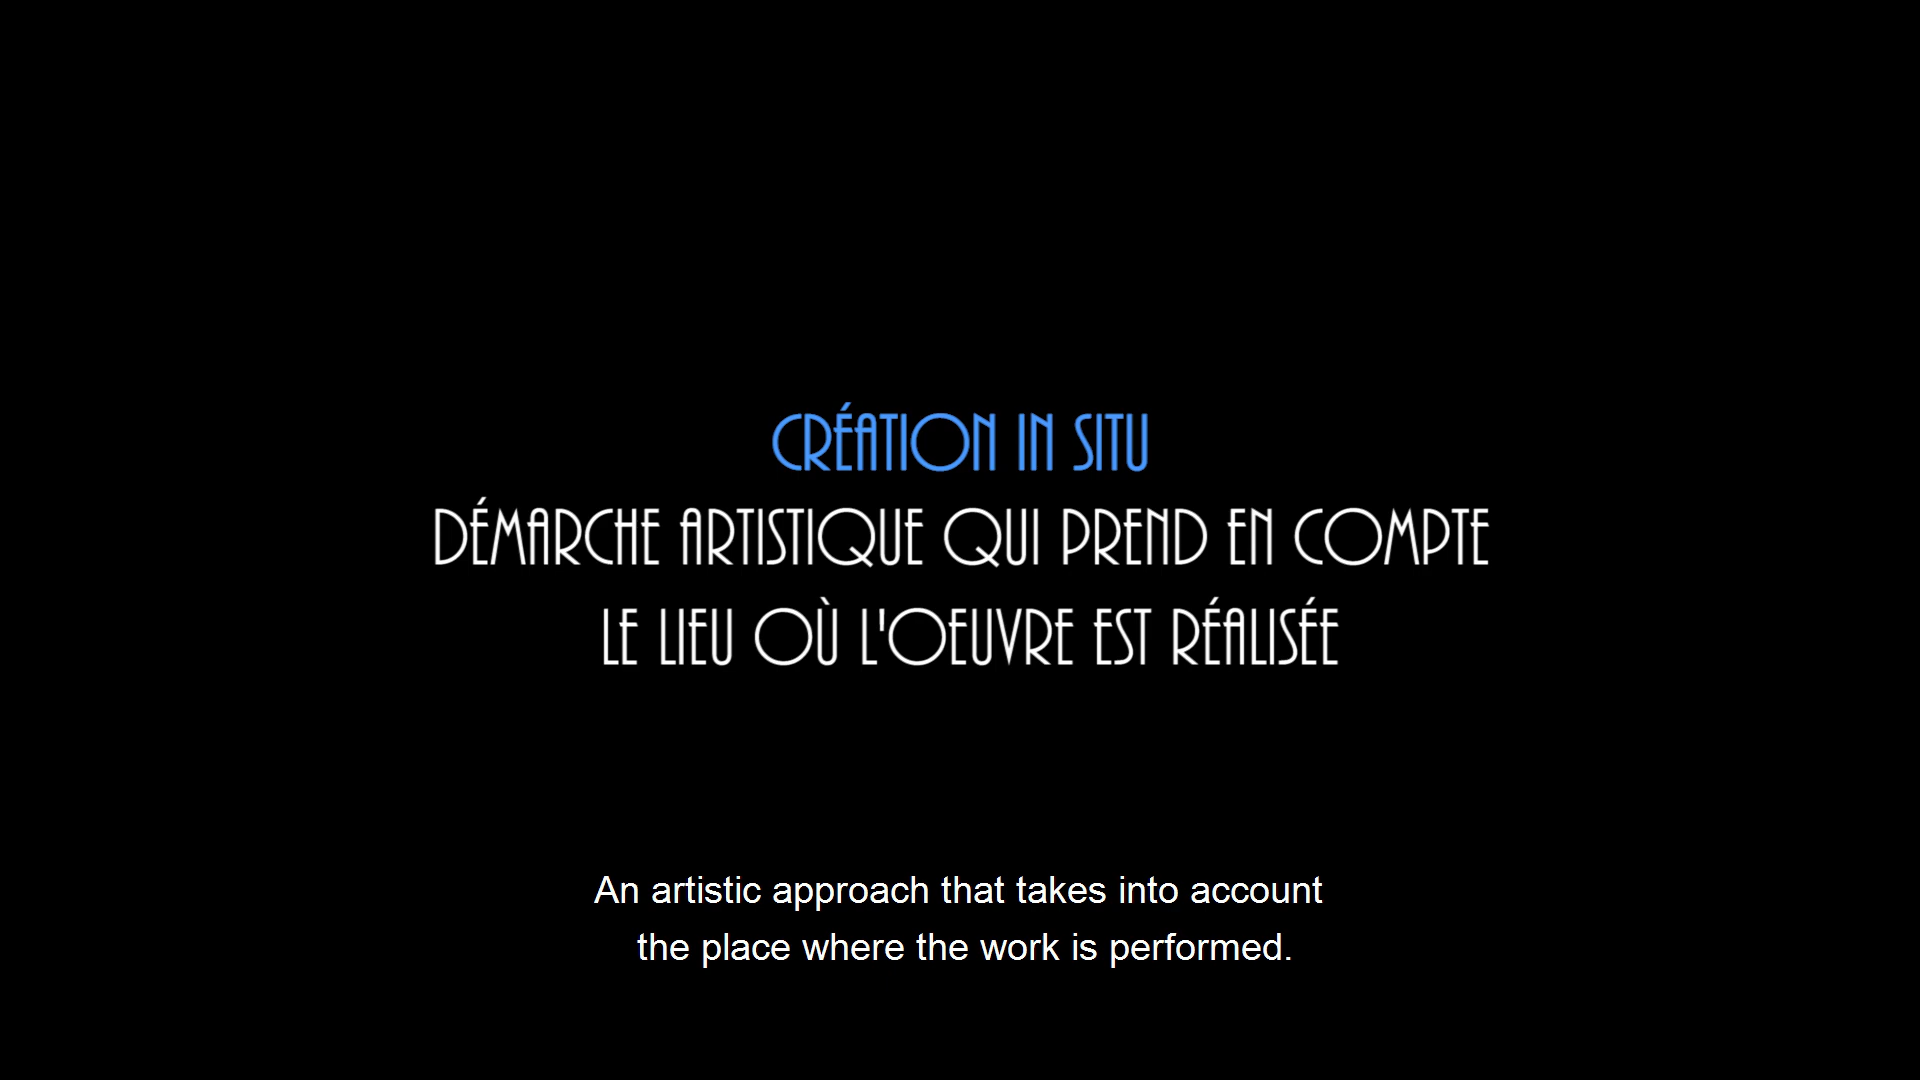 CRÉATION IN SITU
DÉMARCHE ARTISTIQUE QUI PREND EN COMPTE
LE LIEU OÙ L'OEUVRE EST RÉALISÉE
An artistic approach that takes into account
the place where the work is performed.